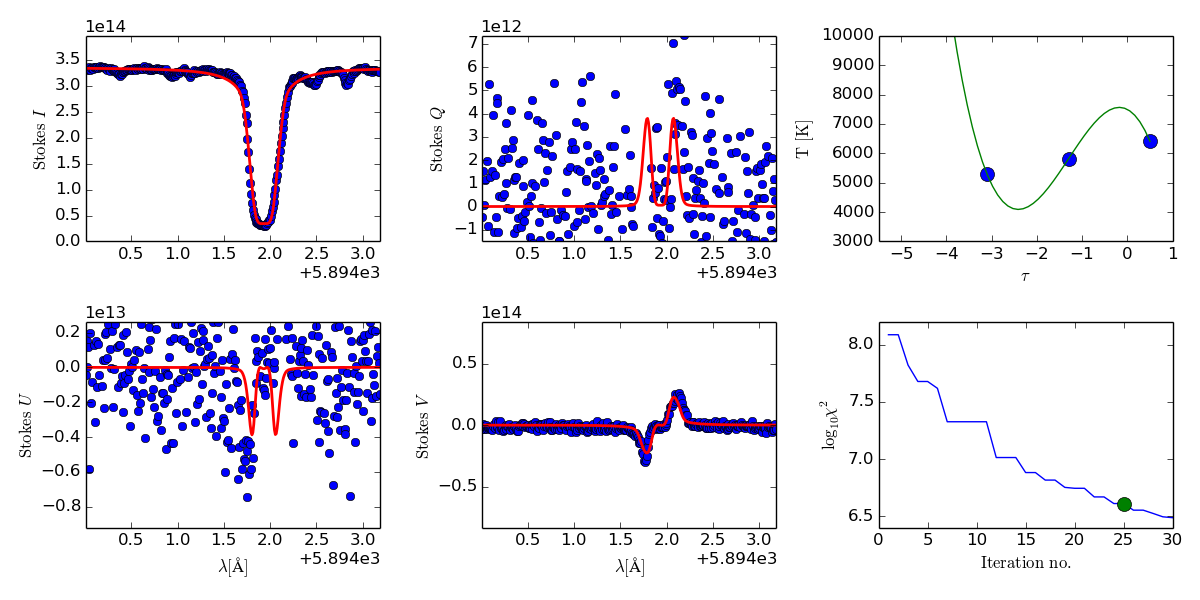 1e14
Stokes I
3.5
3.0
2.5
2.0
1.5
1.0
0.5
0.0
0.5 1.0 1.5 2.0 2.5 3.0
+5.894e3
1e12
Stokes Q
7
6
5
4
3
2
1
0
−1
0.5 1.0 1.5 2.0 2.5 3.0
+5.894e3
T [K]
10000
9000
8000
7000
6000
5000
4000
3000
−5 −4 −3 −2 −1 0 1
τ
1e13
Stokes U
0.2
0.0
−0.2
−0.4
−0.6
−0.8
0.5 1.0 1.5 2.0 2.5 3.0
+5.894e3
λ[Å]
1e14
Stokes V
0.5
0.0
−0.5
0.5 1.0 1.5 2.0 2.5 3.0
+5.894e3
λ[Å]
log₁₀χ²
8.0
7.5
7.0
6.5
0 5 10 15 20 25 30
Iteration no.